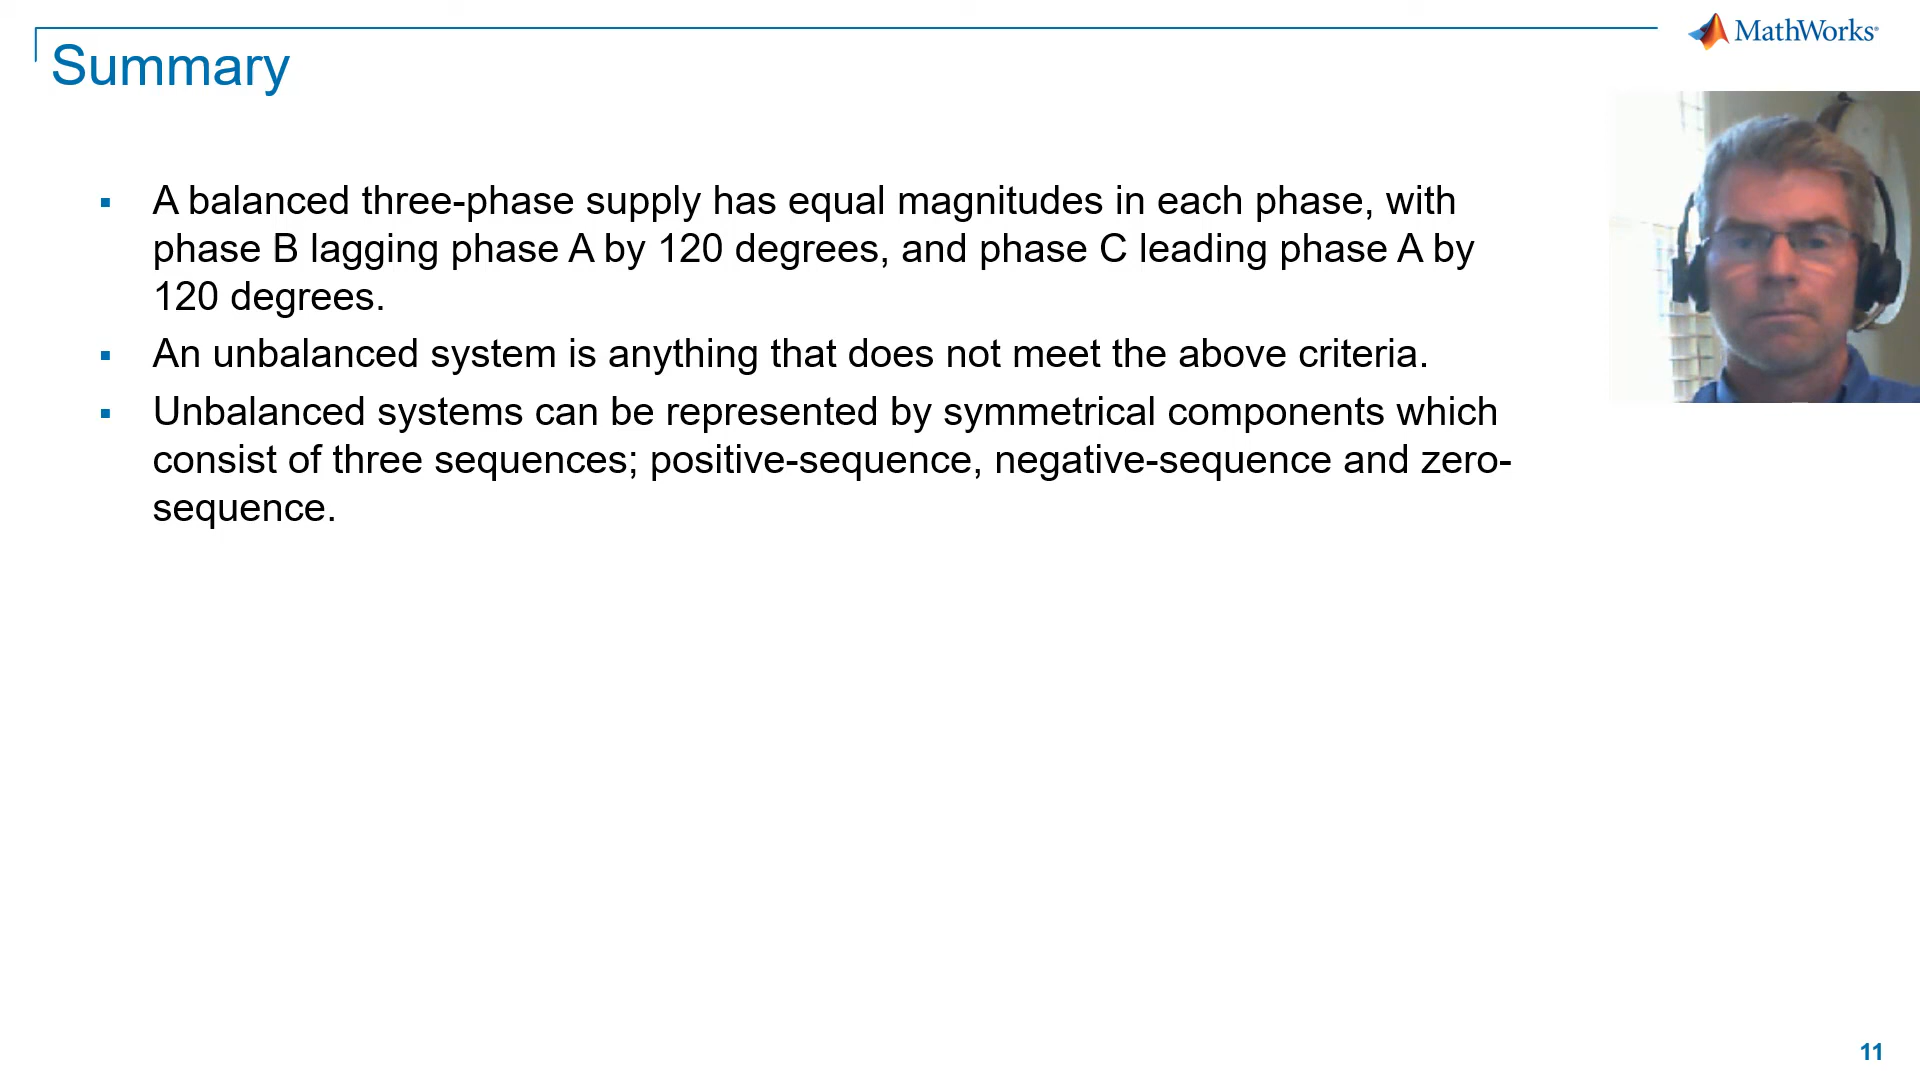 MathWorks®
Summary
▪ A balanced three-phase supply has equal magnitudes in each phase, with
phase B lagging phase A by 120 degrees, and phase C leading phase A by
120 degrees.
▪ An unbalanced system is anything that does not meet the above criteria.
▪ Unbalanced systems can be represented by symmetrical components which
consist of three sequences; positive-sequence, negative-sequence and zero-
sequence.
11